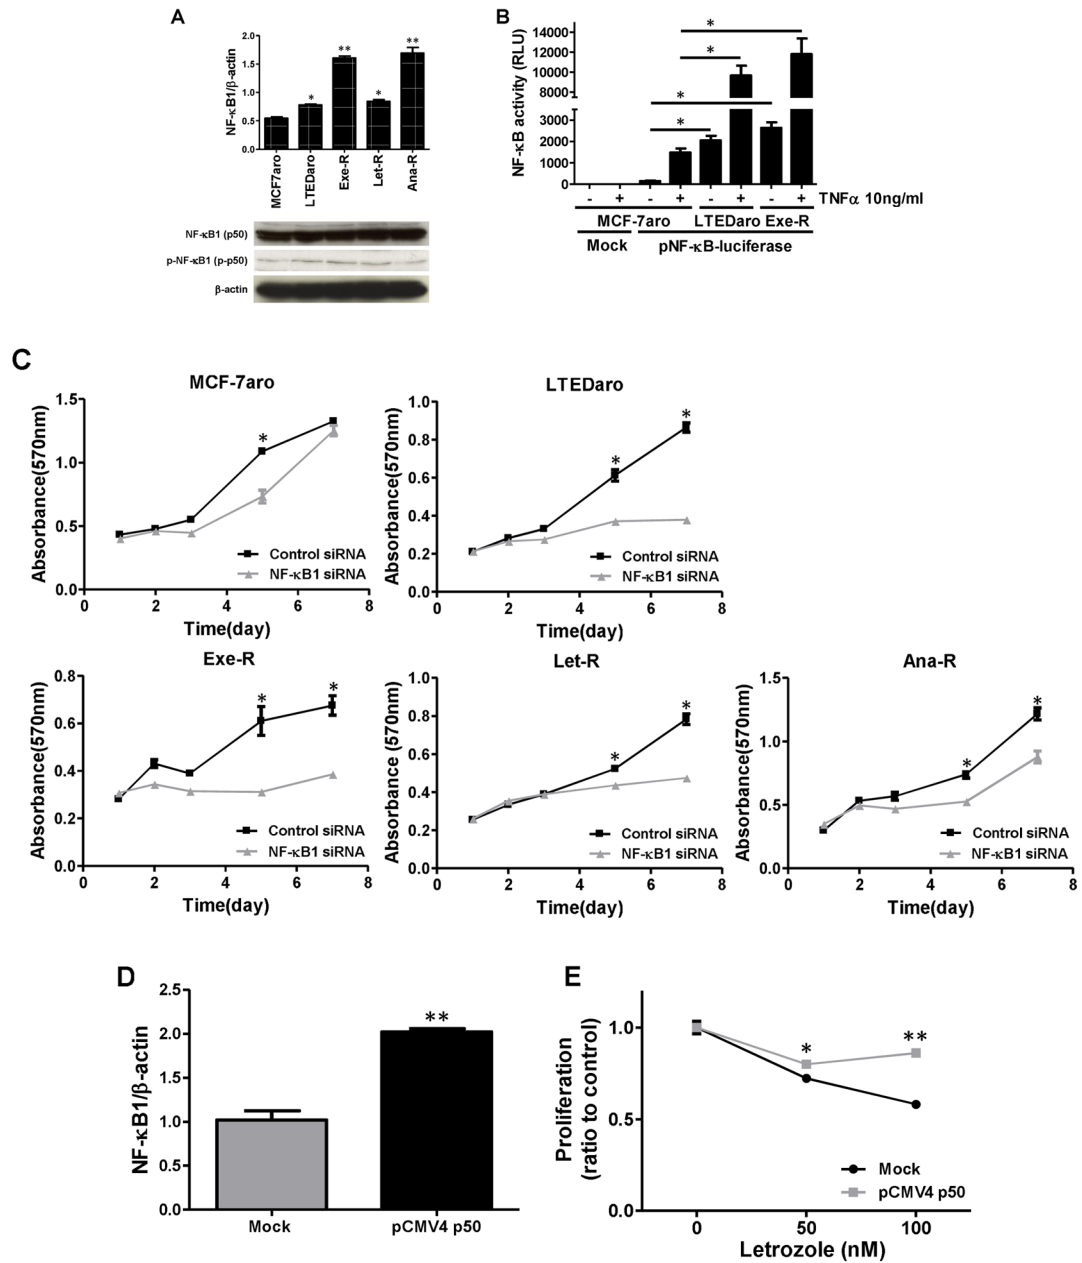 A
NF-κB1/β-actin
2.0
1.5
1.0
0.5
0.0
*
**
*
**
MCF7aro
LTEDaro
Exe-R
Let-R
Ana-R
NF-κB1 (p50)
p-NF-κB1 (p-p50)
β-actin
B
NF-κB activity (RLU)
14000
12000
10000
8000
3000
2000
1000
0
*
*
*
*
- + - + - + - + TNFα 10ng/ml
MCF-7aro LTEDaro Exe-R
Mock pNF-κB-luciferase
C
MCF-7aro
Absorbance(570nm)
1.5
1.0
0.5
0.0
*
Control siRNA
NF-κB1 siRNA
0 2 4 6 8
Time(day)
LTEDaro
Absorbance(570nm)
1.0
0.8
0.6
0.4
0.2
0.0
* *
Control siRNA
NF-κB1 siRNA
0 2 4 6 8
Time(day)
Exe-R
Absorbance(570nm)
0.8
0.6
0.4
0.2
0.0
* *
Control siRNA
NF-κB1 siRNA
0 2 4 6 8
Time(day)
Let-R
Absorbance (570nm)
1.0
0.8
0.6
0.4
0.2
0.0
* *
Control siRNA
NF-κB1 siRNA
0 2 4 6 8
Time(day)
Ana-R
Absorbance(570nm)
1.5
1.0
0.5
0.0
* *
Control siRNA
NF-κB1 siRNA
0 2 4 6 8
Time(day)
D
NF-κB1/β-actin
2.5
2.0
1.5
1.0
0.5
0.0
**
Mock pCMV4 p50
E
Proliferation
(ratio to control)
1.0
0.5
0.0
* **
Mock
pCMV4 p50
0 50 100
Letrozole (nM)